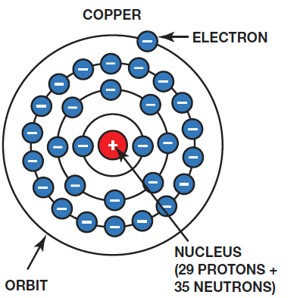 COPPER
ELECTRON
NUCLEUS
(29 PROTONS +
35 NEUTRONS)
ORBIT